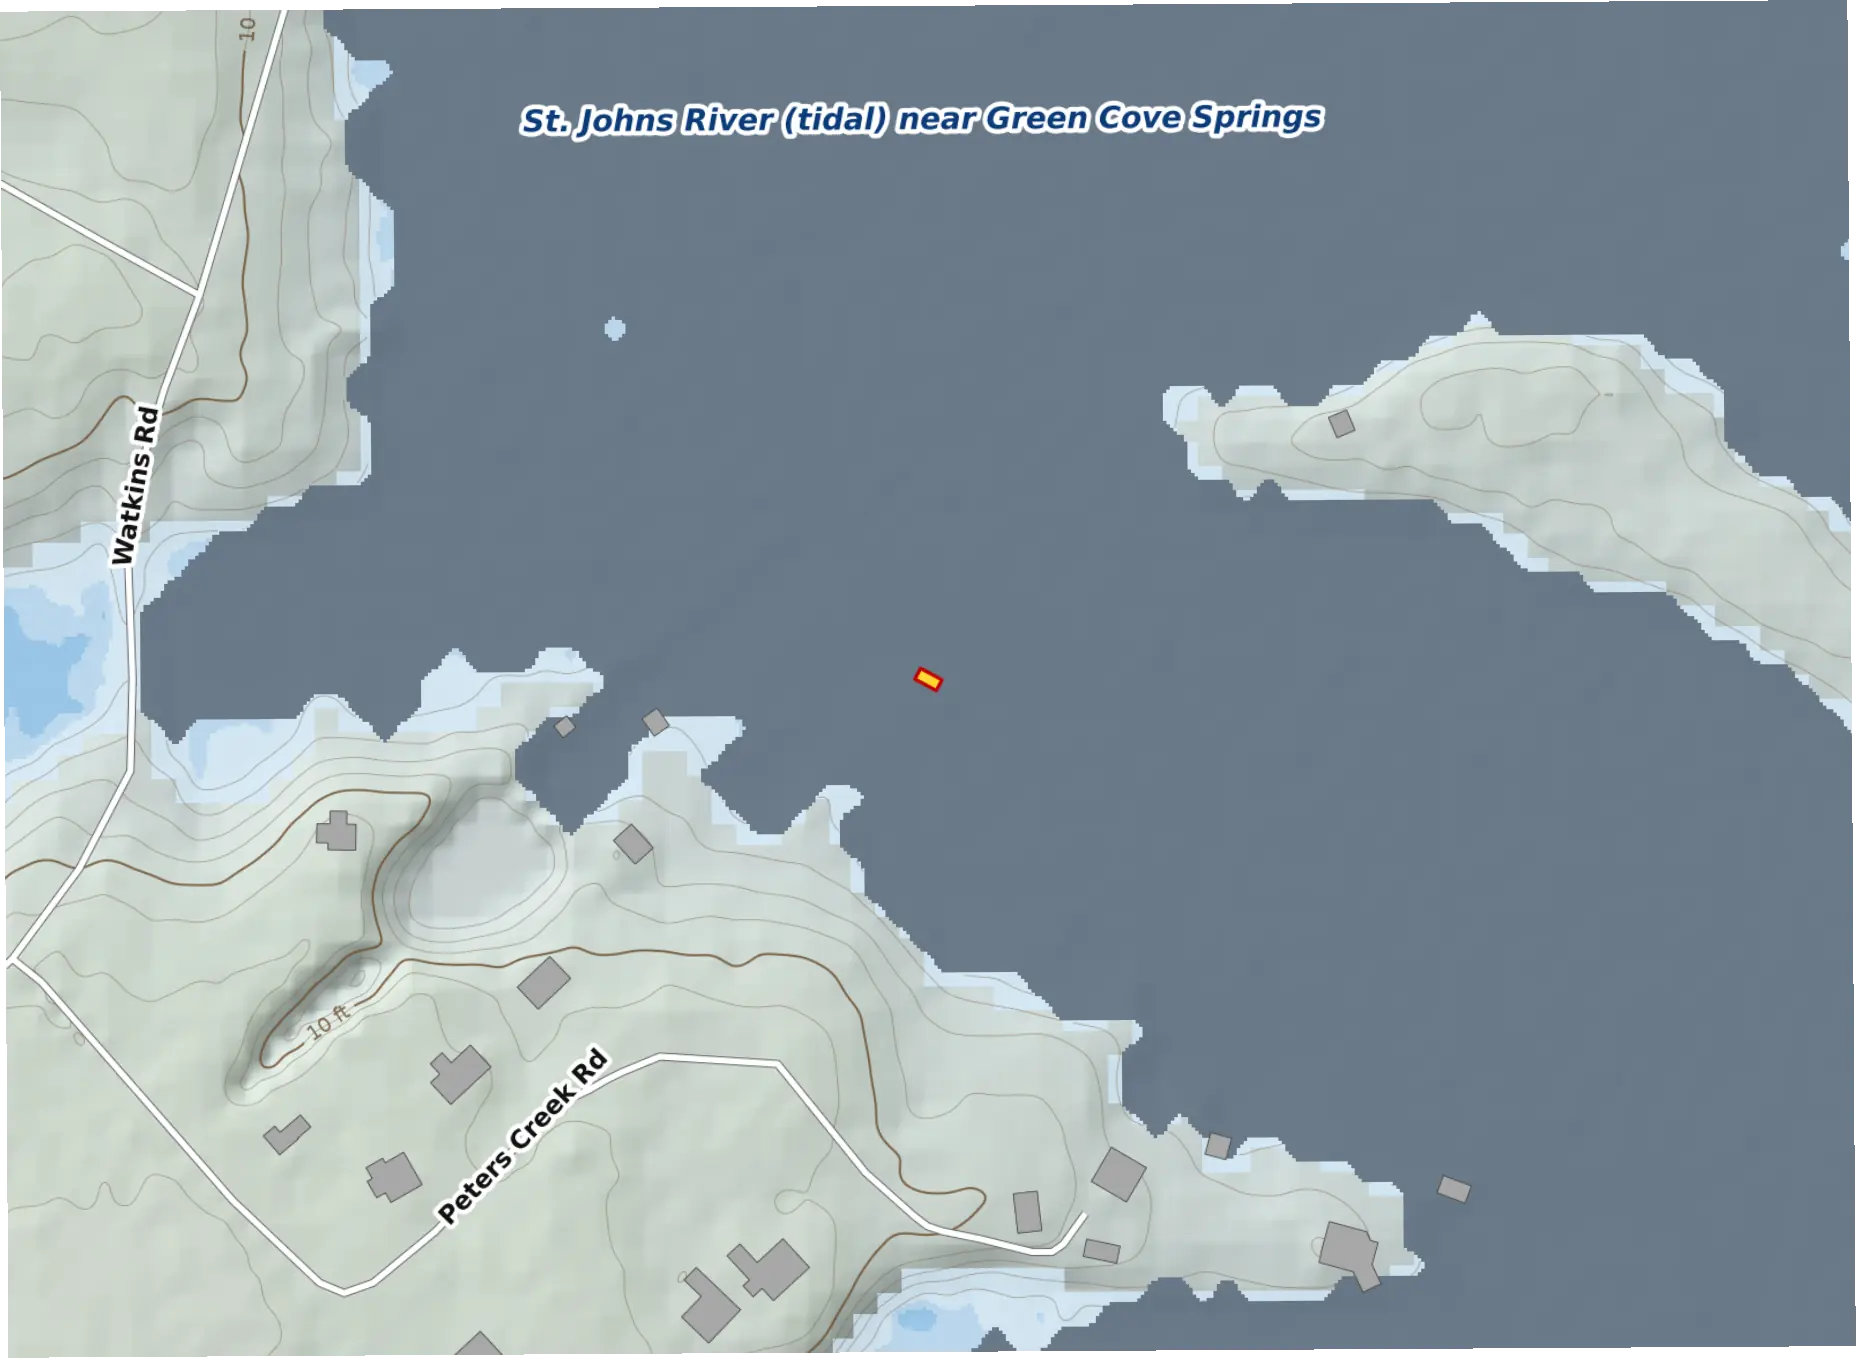 10
St. Johns River (tidal) near Green Cove Springs
Watkins Rd
10 ft
Peters Creek Rd